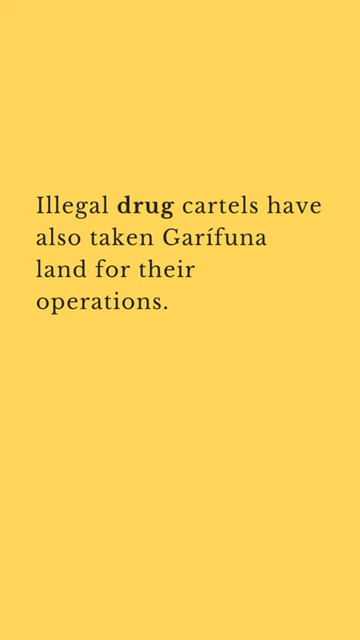 Illegal drug cartels have
also taken Garífuna
land for their
operations.